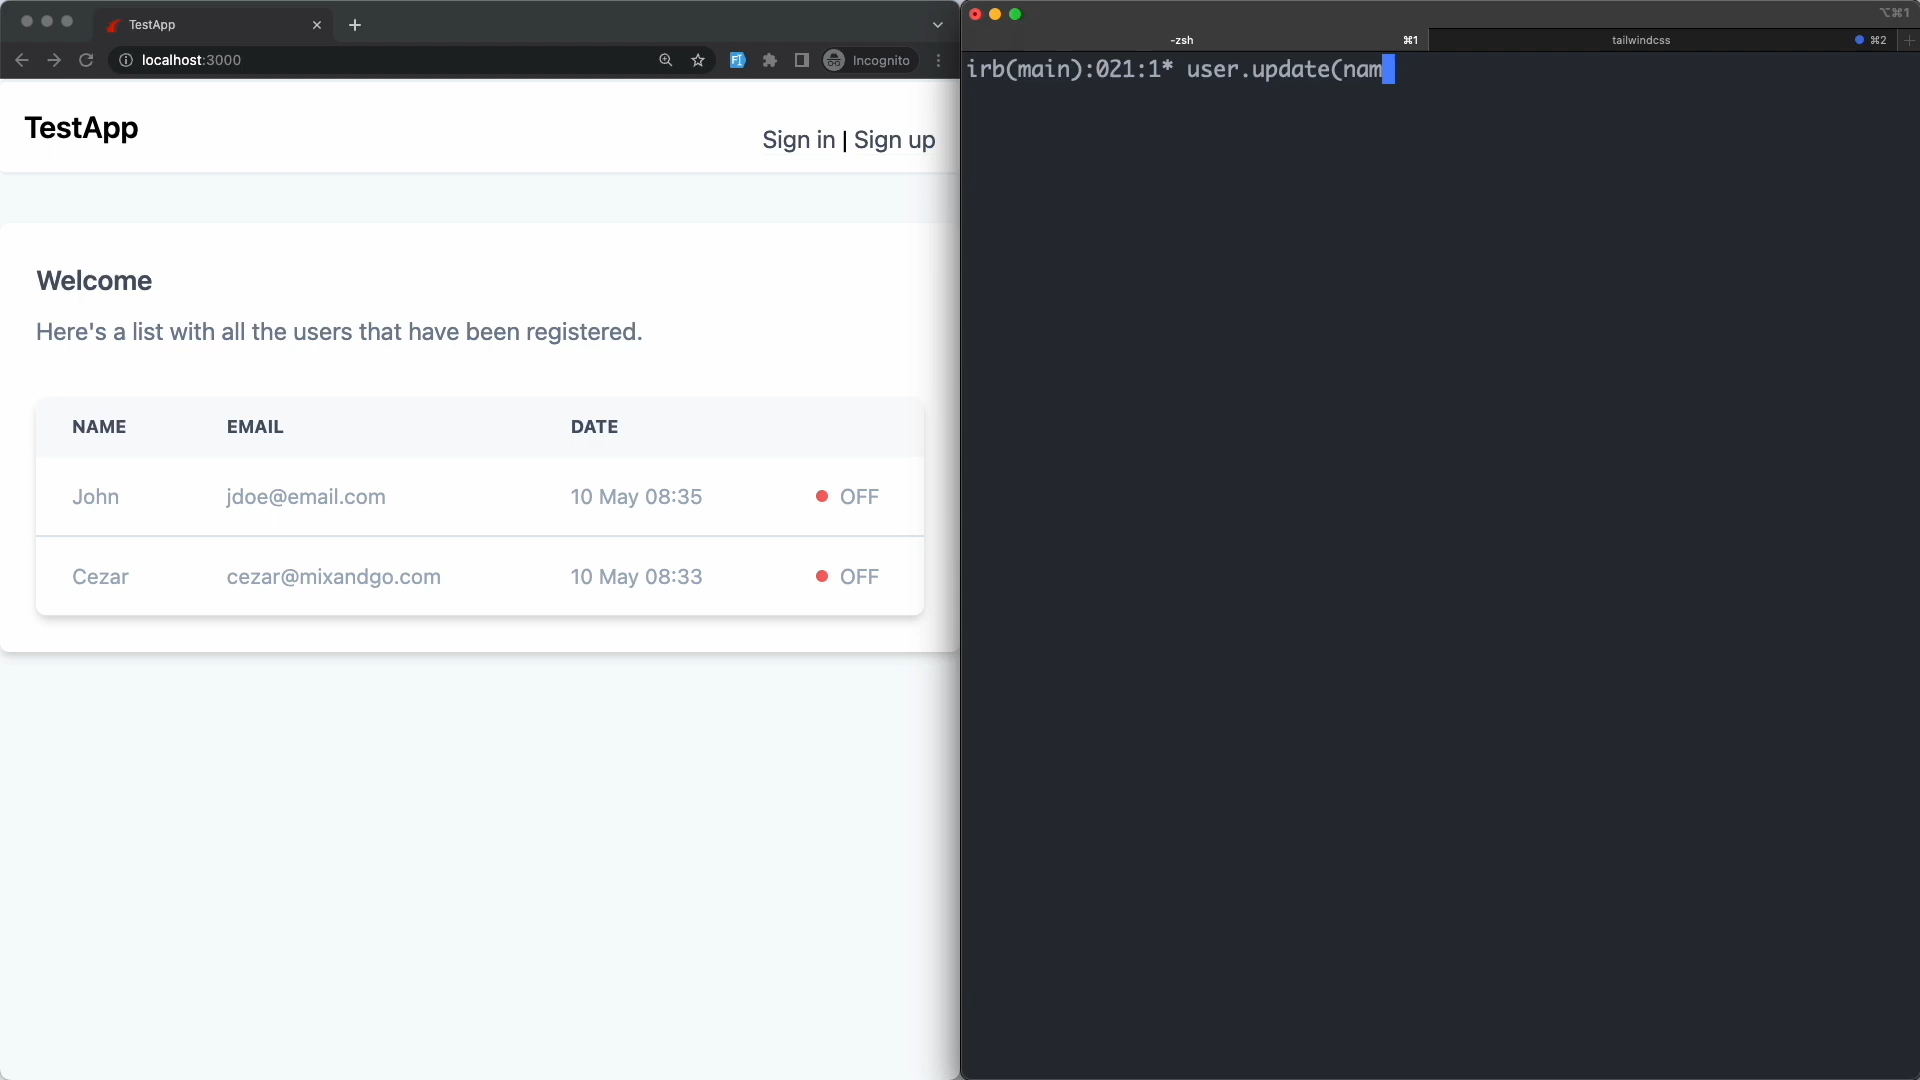 TestApp
localhost:3000
Incognito
TestApp
Sign in | Sign up
Welcome
Here's a list with all the users that have been registered.
NAME EMAIL DATE
John jdoe@email.com 10 May 08:35 OFF
Cezar cezar@mixandgo.com 10 May 08:33 OFF
⌥⌘1
-zsh ⌘1 tailwindcss ⌘2
irb(main):021:1* user.update(nam